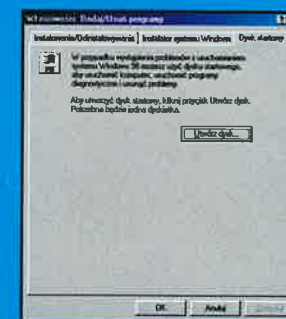 Właściwości: Dodaj/Usuń programy
Instalowanie/Odinstalowywanie
Instalator systemu Windows
Dysk startowy
W przypadku wystąpienia problemów z uruchomieniem
systemu Windows 98 możesz użyć dysku startowego,
aby uruchomić komputer, uruchomić programy
diagnostyczne i usunąć problemy.
Aby utworzyć dysk startowy, kliknij przycisk Utwórz dysk.
Potrzebna będzie jedna dyskietka.
Utwórz dysk...
OK
Anuluj